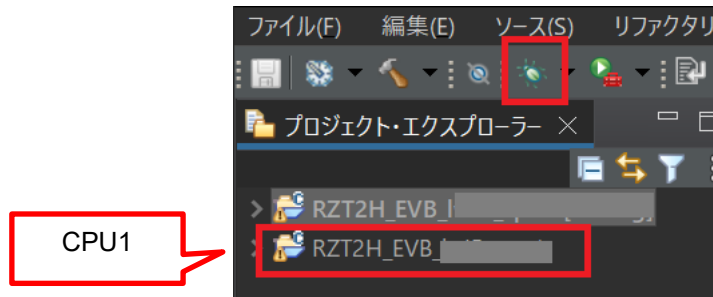 ファイル(F) 編集(E) ソース(S) リファクタリ
プロジェクト・エクスプローラー
RZT2H_EVB_
RZT2H_EVB_
CPU1